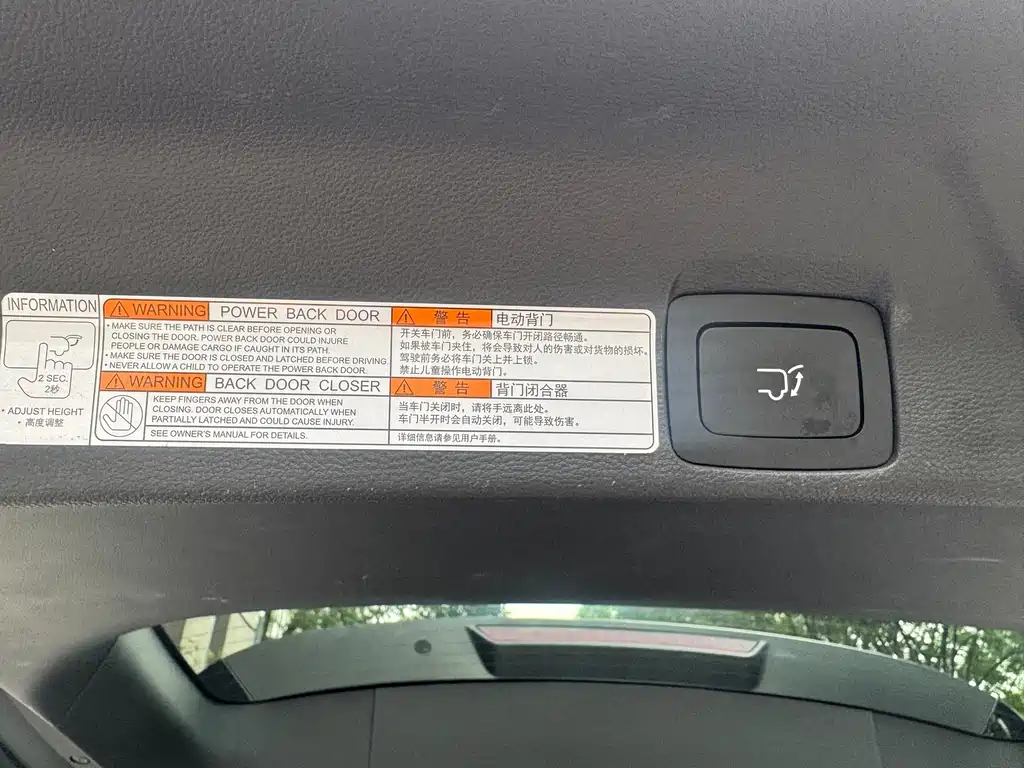 INFORMATION
2 SEC.
2秒
• ADJUST HEIGHT
• 高度调整
WARNING POWER BACK DOOR
• MAKE SURE THE PATH IS CLEAR BEFORE OPENING OR
CLOSING THE DOOR. POWER BACK DOOR COULD INJURE
PEOPLE OR DAMAGE CARGO IF CAUGHT IN ITS PATH.
• MAKE SURE THE DOOR IS CLOSED AND LATCHED BEFORE DRIVING.
• NEVER ALLOW A CHILD TO OPERATE THE POWER BACK DOOR.
WARNING BACK DOOR CLOSER
KEEP FINGERS AWAY FROM THE DOOR WHEN
CLOSING. DOOR CLOSES AUTOMATICALLY WHEN
PARTIALLY LATCHED AND COULD CAUSE INJURY.
SEE OWNER'S MANUAL FOR DETAILS.
警告 电动背门
开关车门前，务必确保车门开闭路径畅通。
如果被车门夹住，将会导致对人的伤害或对货物的损坏。
驾驶前务必将车门关上并上锁。
禁止儿童操作电动背门。
警告 背门闭合器
当车门关闭时，请将手远离此处。
车门半开时会自动关闭，可能导致伤害。
详细信息请参见用户手册。